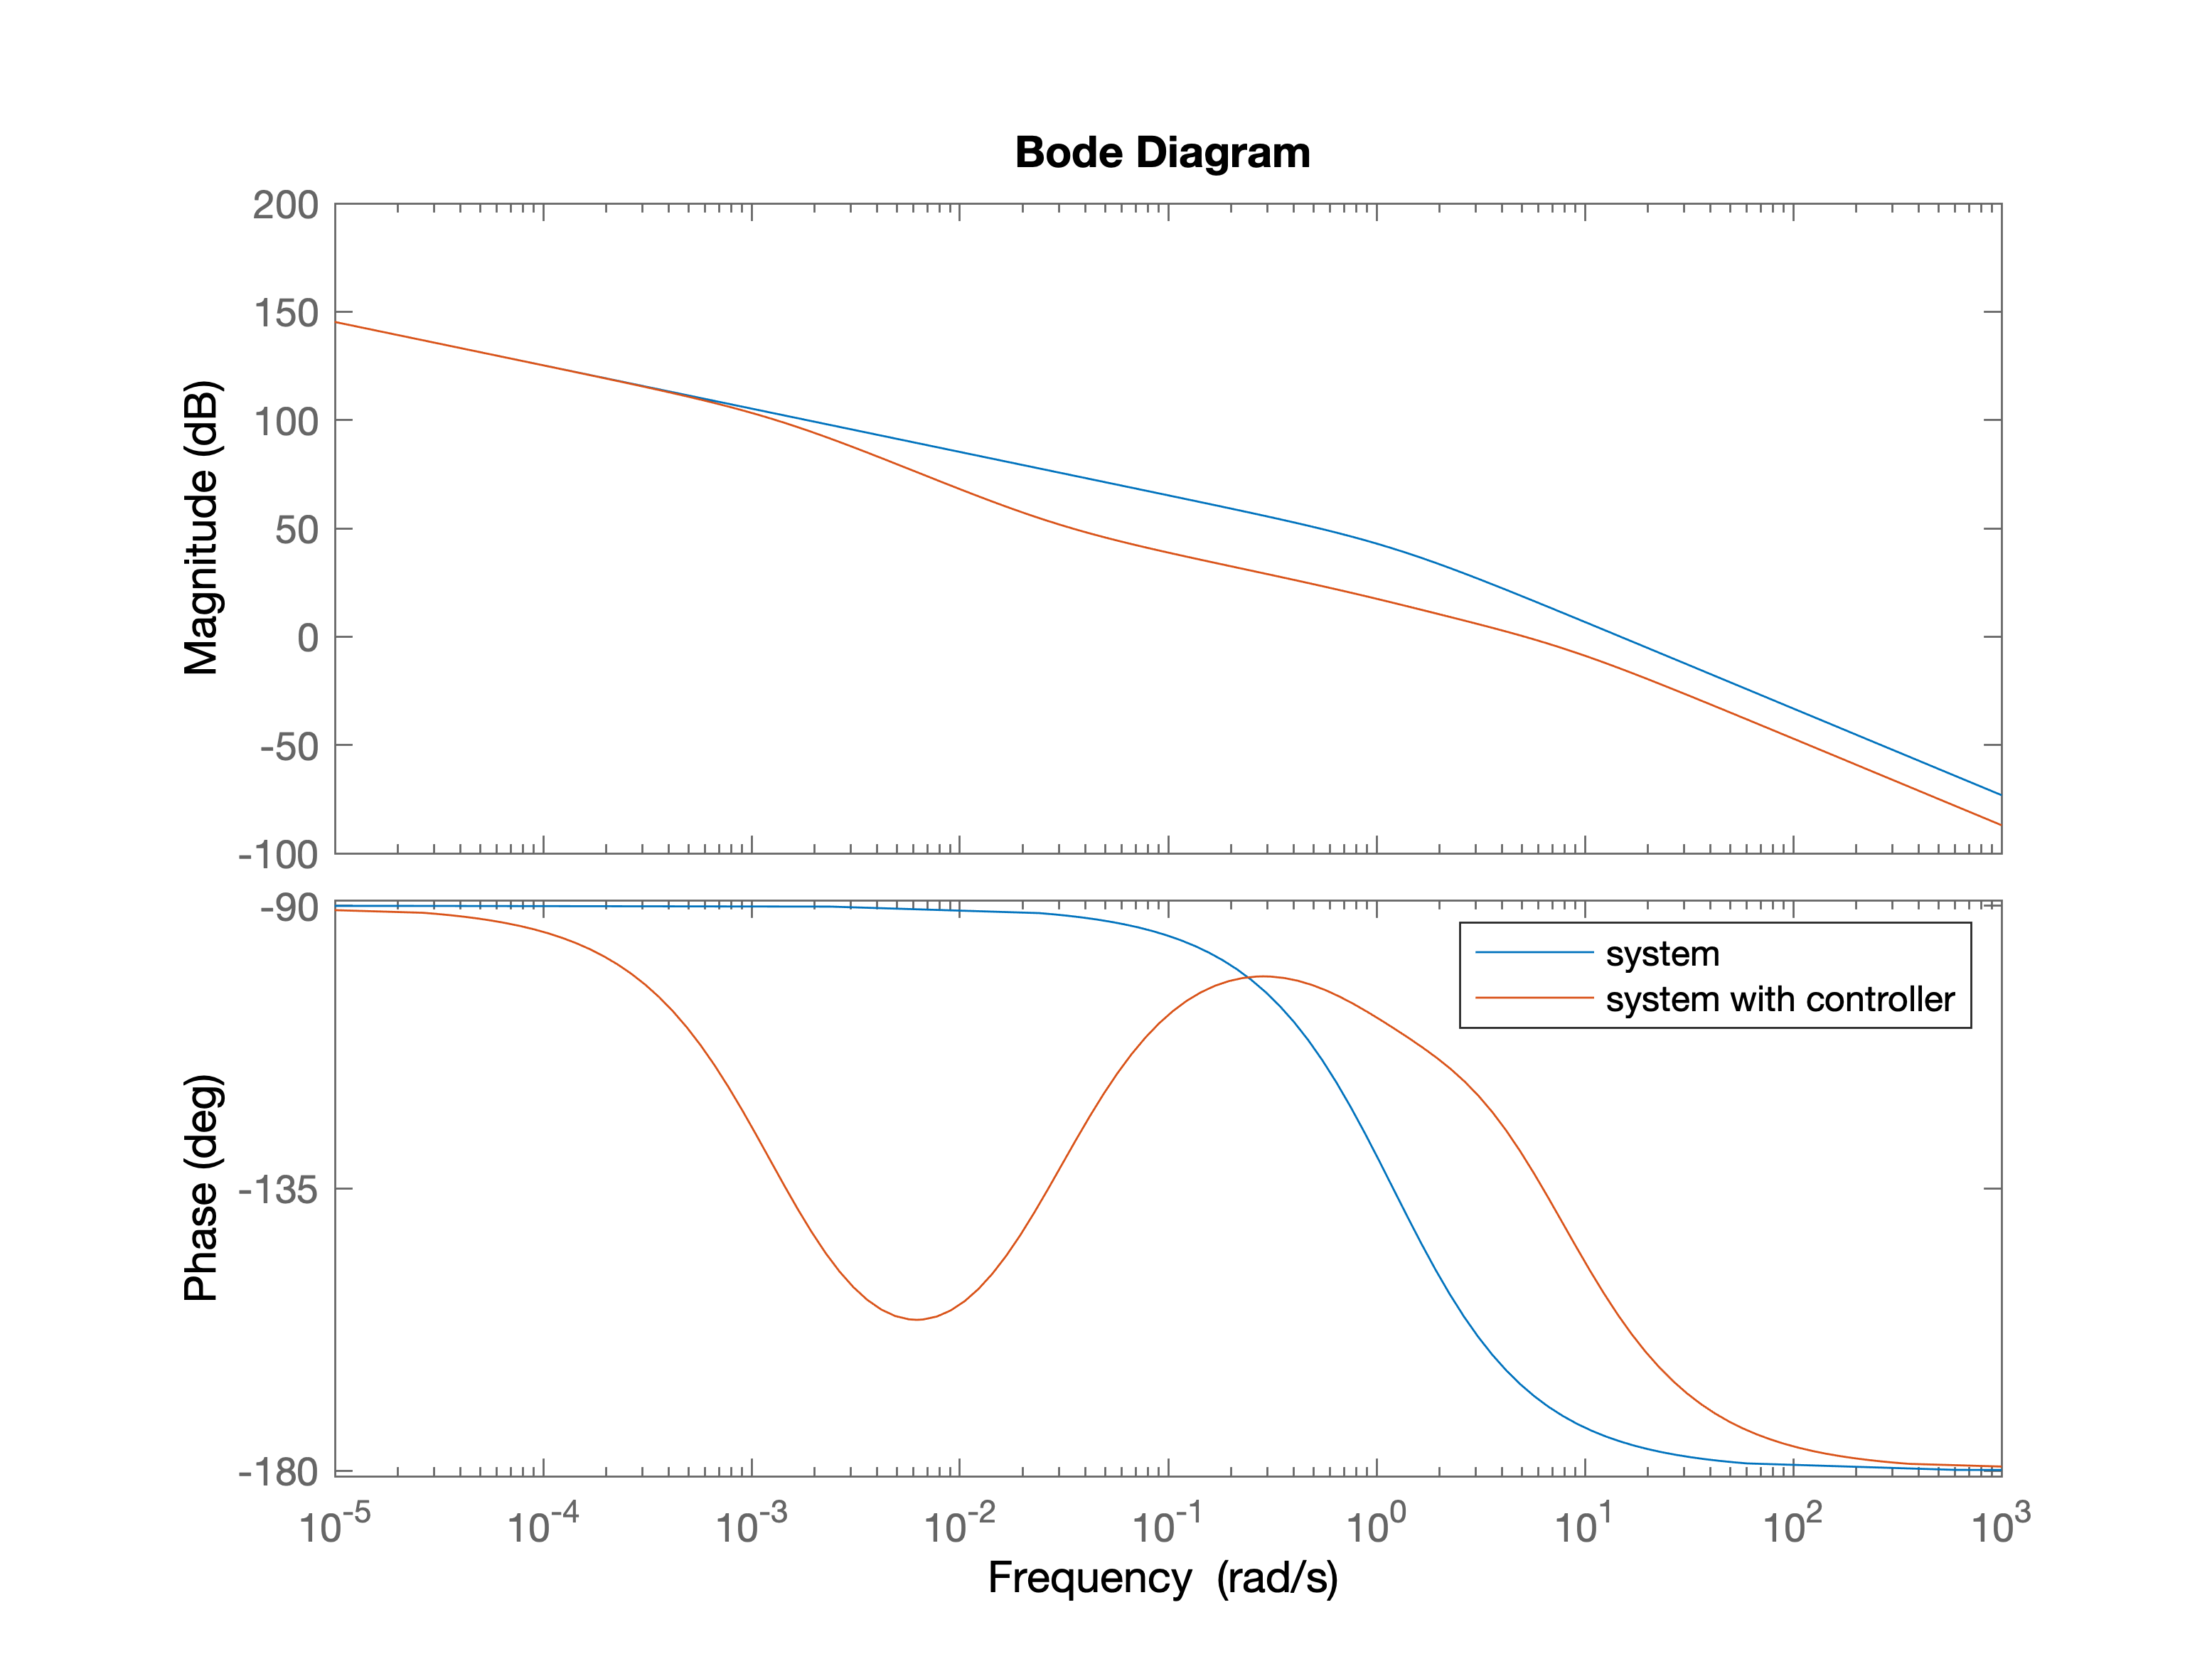 Bode Diagram
Magnitude (dB)
200
150
100
50
0
-50
-100
Phase (deg)
-90
-135
-180
system
system with controller
10^-5 10^-4 10^-3 10^-2 10^-1 10^0 10^1 10^2 10^3
Frequency (rad/s)